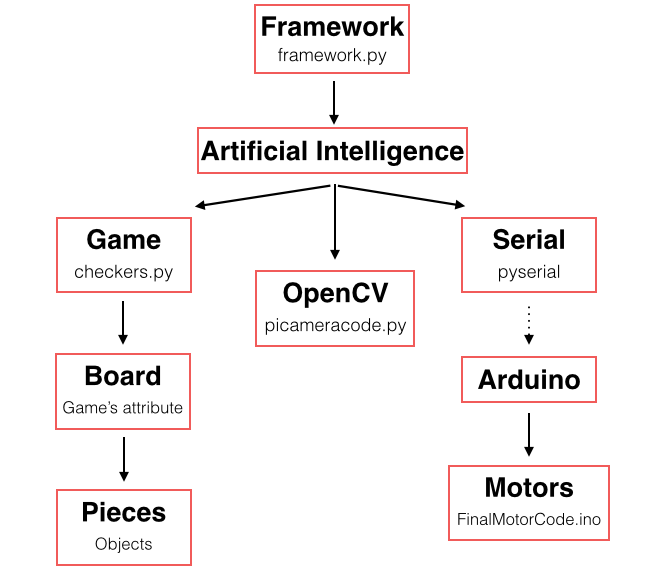 Framework
framework.py
Artificial Intelligence
Game
checkers.py
OpenCV
picameracode.py
Serial
pyserial
Board
Game’s attribute
Arduino
Pieces
Objects
Motors
FinalMotorCode.ino